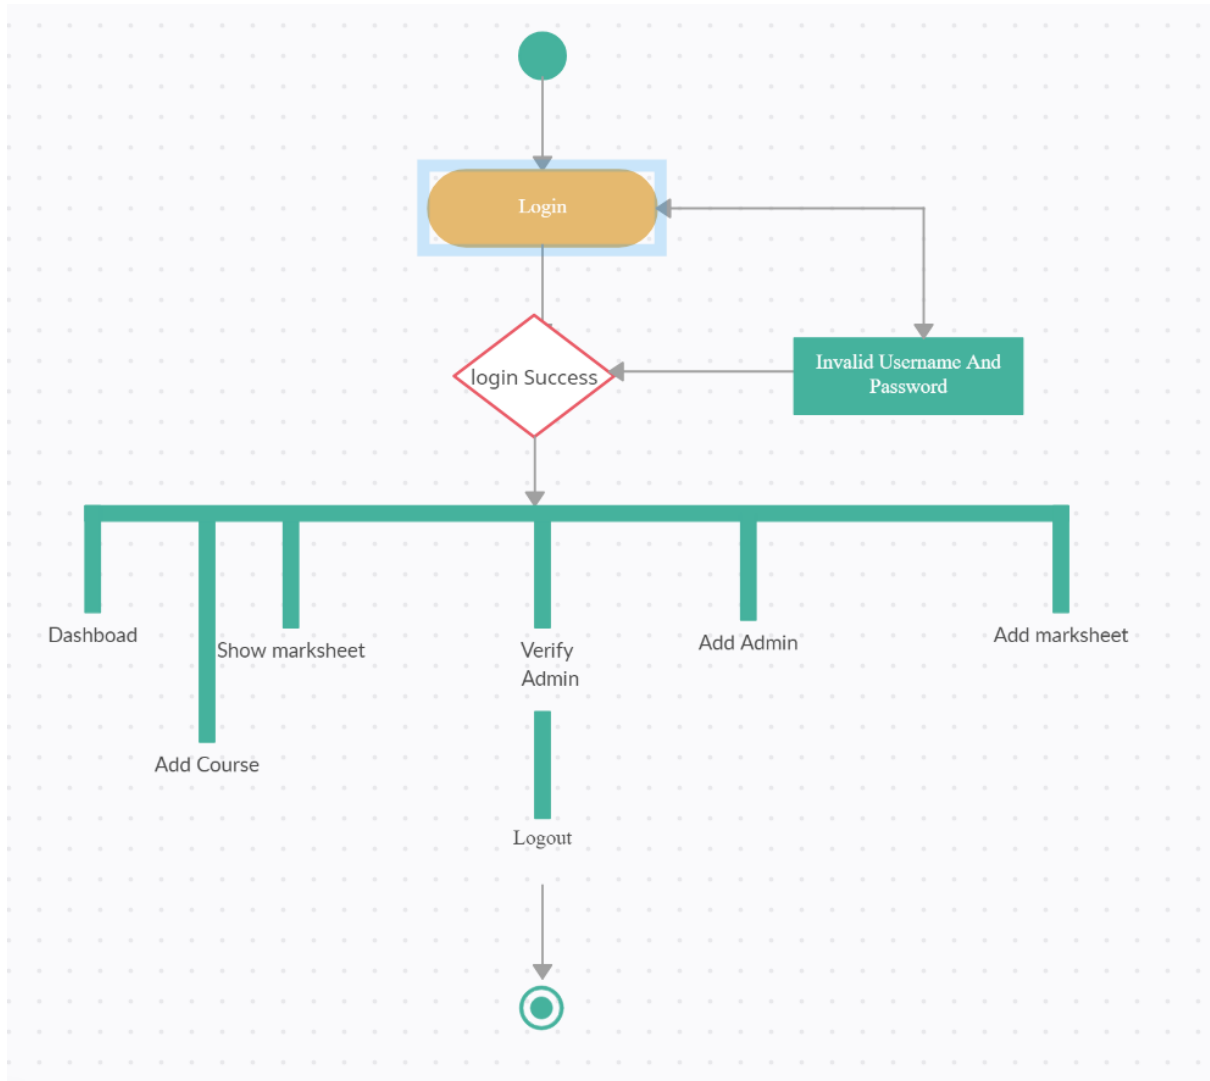 Login
login Success
Invalid Username And
Password
Dashboad
Show marksheet
Verify
Admin
Add Admin
Add marksheet
Add Course
Logout